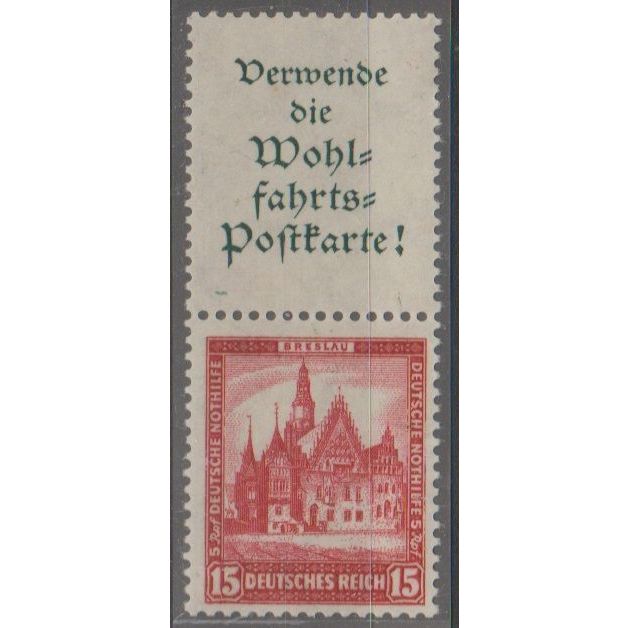 Verwende
die
Wohl=
fahrts=
Poſtkarte!
BRESLAU
5 Rpf DEUTSCHE NOTHILFE
DEUTSCHE NOTHILFE 5 Rpf.
15 DEUTSCHES REICH 15